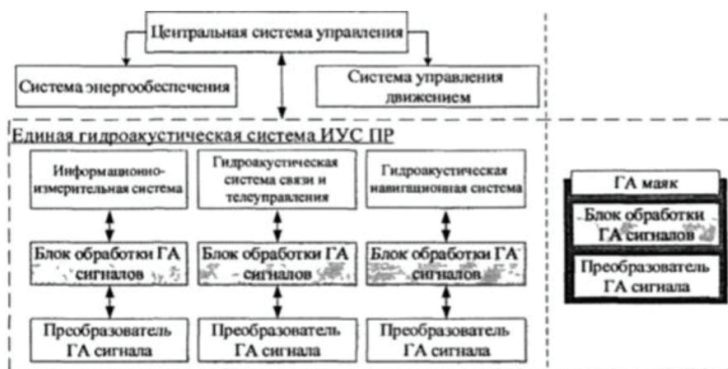 Центральная система управления
Система энергообеспечения
Система управления
движением
Единая гидроакустическая система ИУС ПР
Информационно-
измерительная система
Гидроакустическая
система связи и
телеуправления
Гидроакустическая
навигационная система
Блок обработки ГА
сигналов
Блок обработки ГА
сигналов
Блок обработки ГА
сигналов
Преобразователь
ГА сигнала
Преобразователь
ГА сигнала
Преобразователь
ГА сигнала
ГА маяк
Блок обработки
ГА сигналов
Преобразователь
ГА сигнала